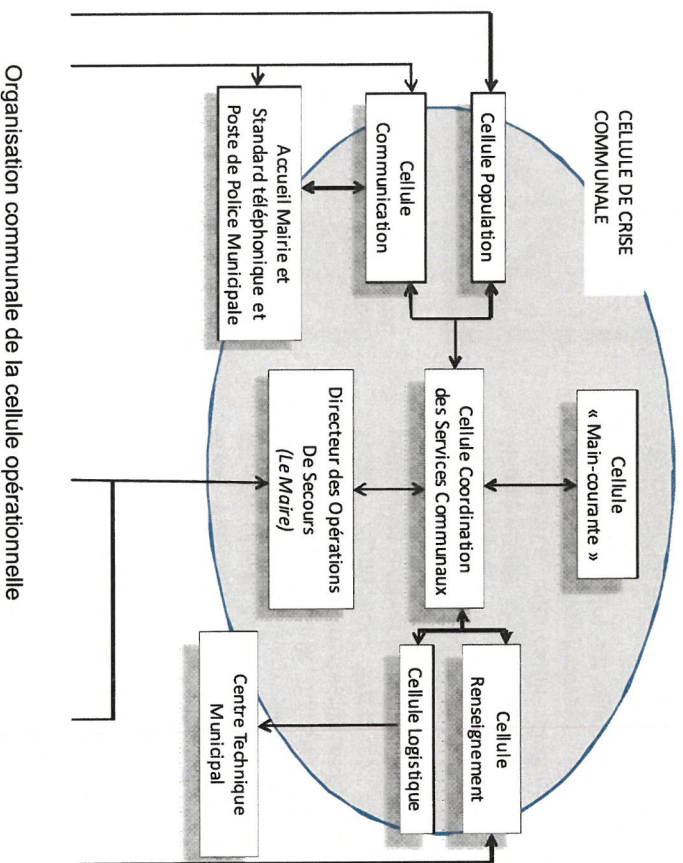 CELLULE DE CRISE
COMMUNALE
Cellule
« Main-courante »
Cellule Population
Cellule Coordination
des Services Communaux
Cellule
Renseignement
Cellule
Communication
Cellule Logistique
Accueil Mairie et
Standard téléphonique et
Poste de Police Municipale
Directeur des Opérations
De Secours
(Le Maire)
Centre Technique
Municipal
Organisation communale de la cellule opérationnelle